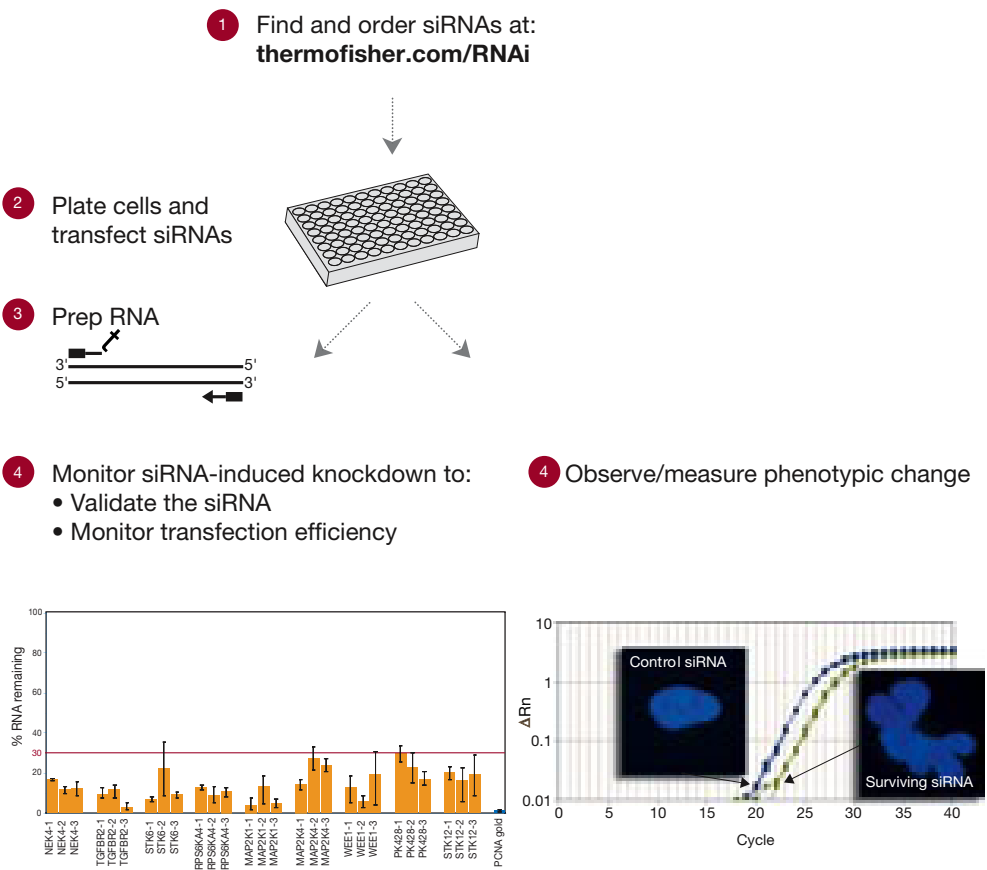 1
Find and order siRNAs at:
thermofisher.com/RNAi
2
Plate cells and
transfect siRNAs
3
Prep RNA
3' 5'
5' 3'
4
Monitor siRNA-induced knockdown to:
• Validate the siRNA
• Monitor transfection efficiency
4
Observe/measure phenotypic change
% RNA remaining
100
80
60
40
30
20
0
NEK4-1
NEK4-2
NEK4-3
TGFBR2-1
TGFBR2-2
TGFBR2-3
STK6-1
STK6-2
STK6-3
RPS6KA4-1
RPS6KA4-2
RPS6KA4-3
MAP2K1-1
MAP2K1-2
MAP2K1-3
MAP2K4-1
MAP2K4-2
MAP2K4-3
WEE1-1
WEE1-2
WEE1-3
PK428-1
PK428-2
PK428-3
STK12-1
STK12-2
STK12-3
PCNA gold
ΔRn
10
1
0.1
0.01
Control siRNA
Surviving siRNA
0 5 10 15 20 25 30 35 40
Cycle